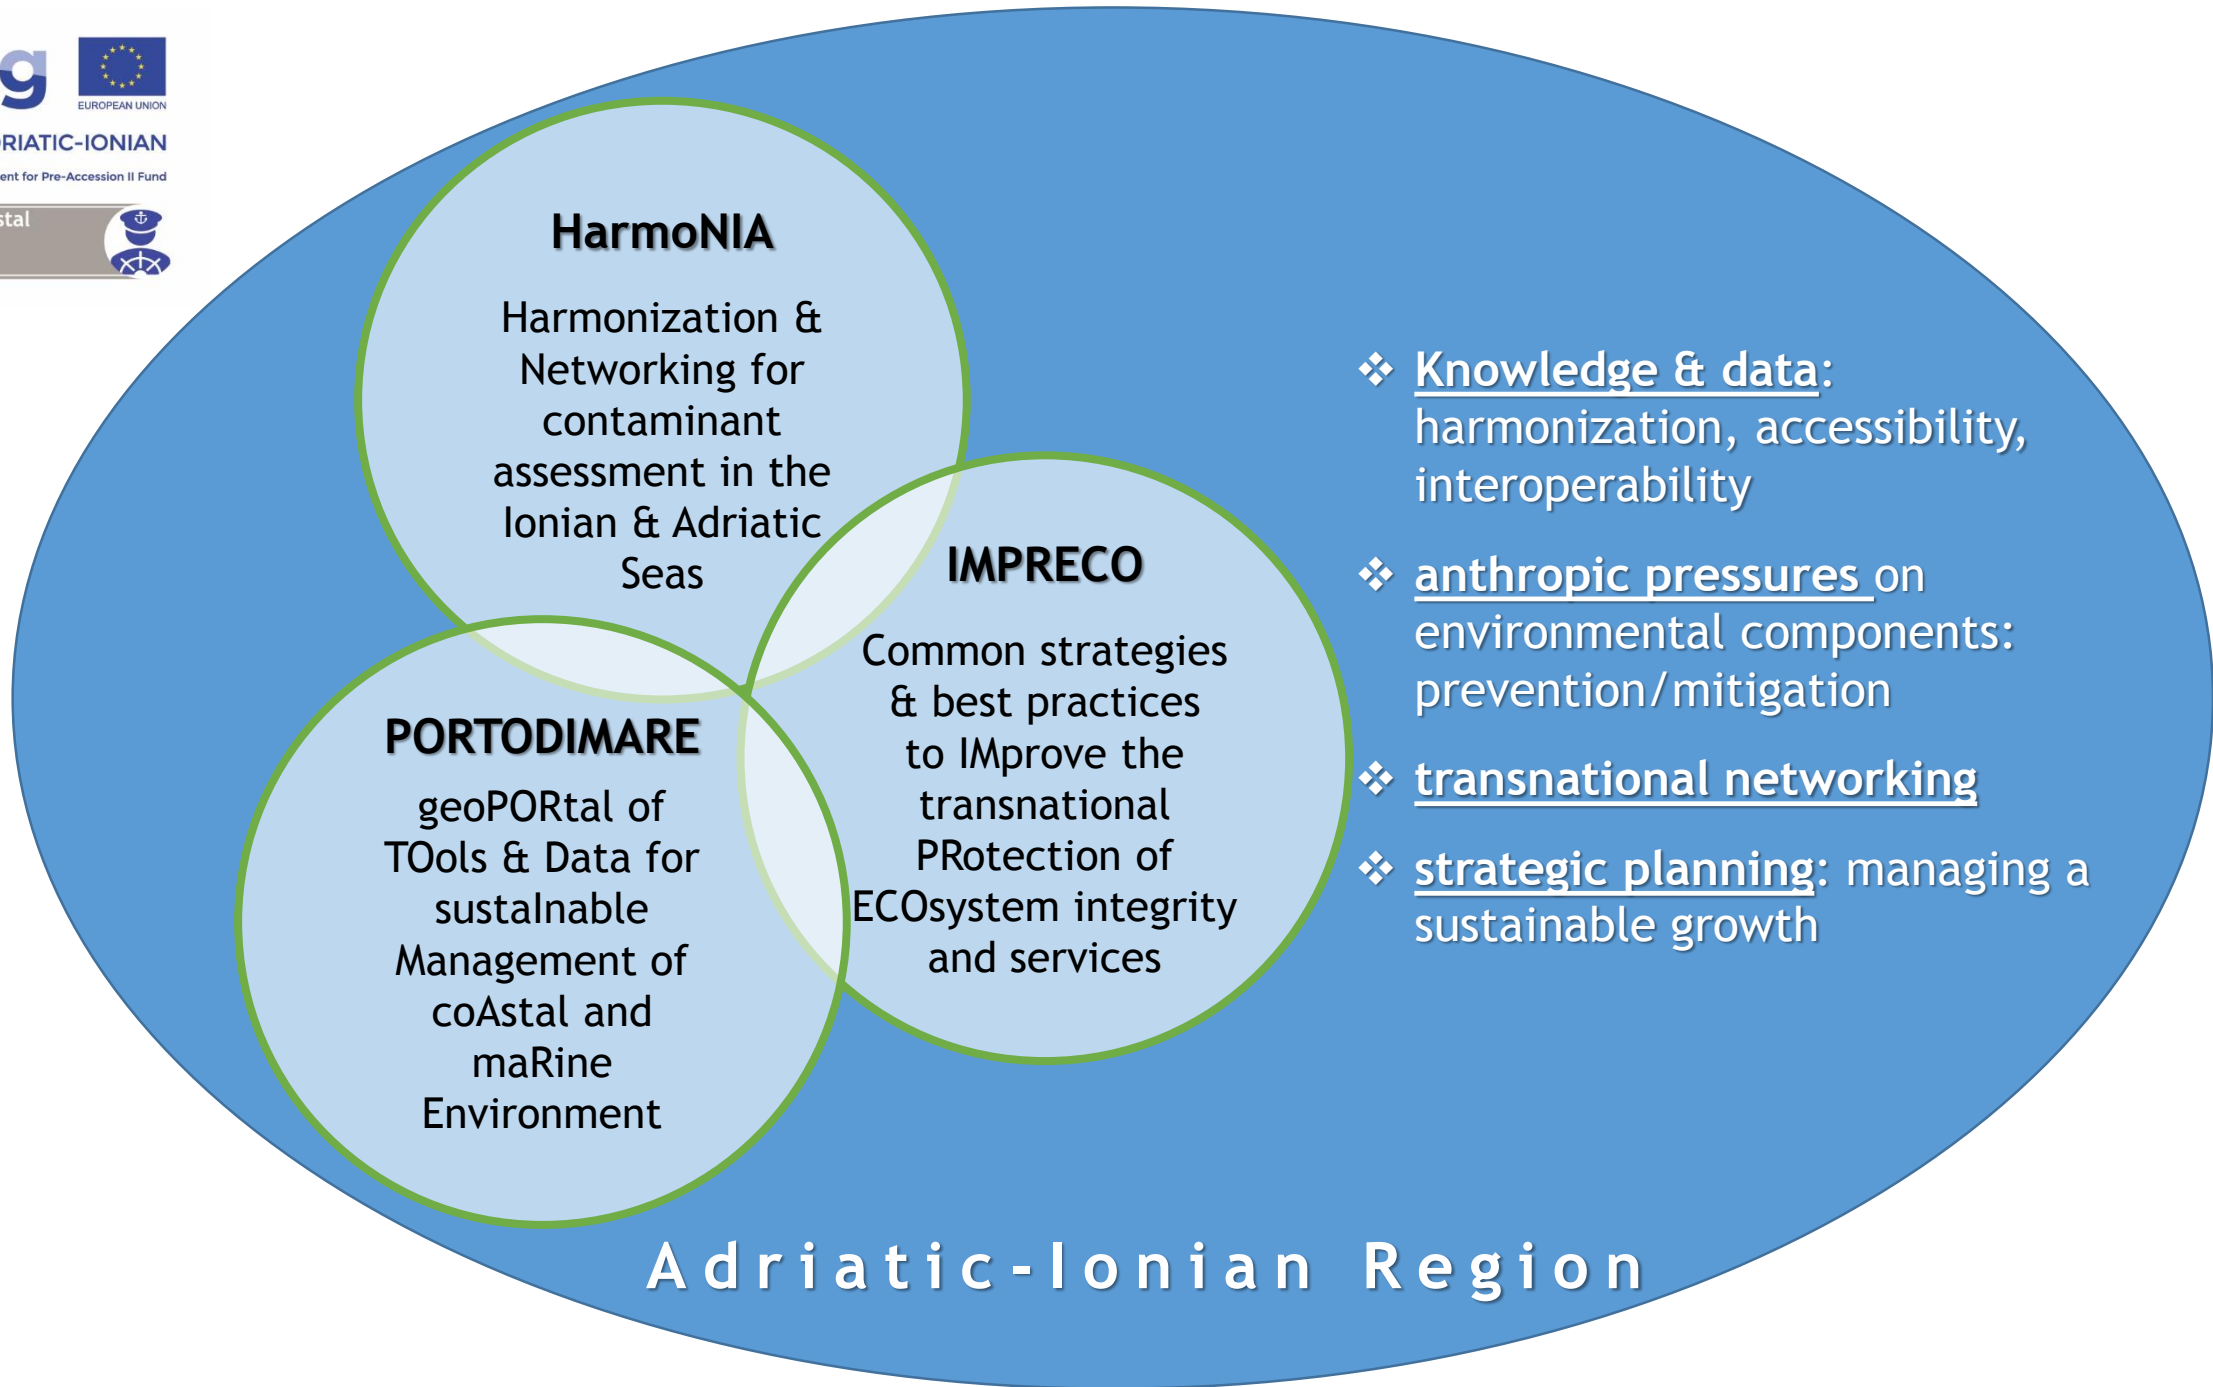 g
EUROPEAN UNION
RIATIC-IONIAN
ent for Pre-Accession II Fund
stal
HarmoNIA
Harmonization &
Networking for
contaminant
assessment in the
Ionian & Adriatic
Seas
IMPRECO
Common strategies
& best practices
to IMprove the
transnational
PRotection of
ECOsystem integrity
and services
PORTODIMARE
geoPORtal of
TOols & Data for
sustaInable
Management of
coAstal and
maRine
Environment
❖ Knowledge & data:
harmonization, accessibility,
interoperability
❖ anthropic pressures on
environmental components:
prevention/mitigation
❖ transnational networking
❖ strategic planning: managing a
sustainable growth
Adriatic-Ionian Region